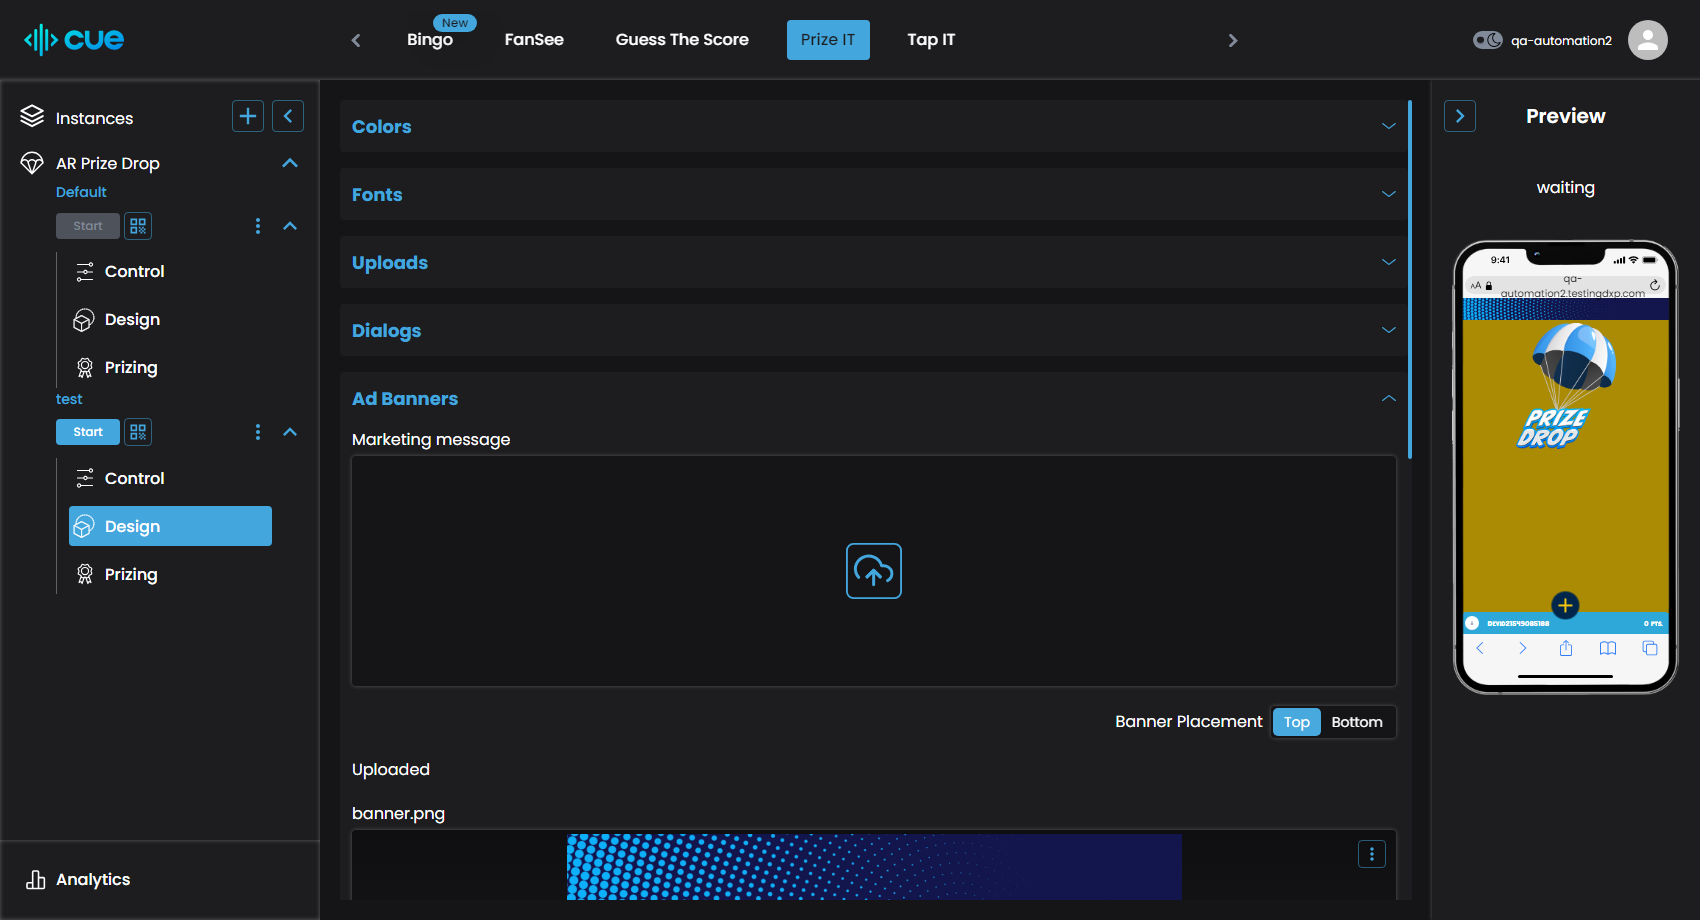 cue
New
Bingo
FanSee
Guess The Score
Prize IT
Tap IT
qa-automation2
Instances
AR Prize Drop
Default
Start
Control
Design
Prizing
test
Start
Control
Design
Prizing
Analytics
Colors
Fonts
Uploads
Dialogs
Ad Banners
Marketing message
Banner Placement Top Bottom
Uploaded
banner.png
Preview
waiting
9:41
AA
qa-
automation2.testingdxp.com
PRIZE
DROP
0 PTS.